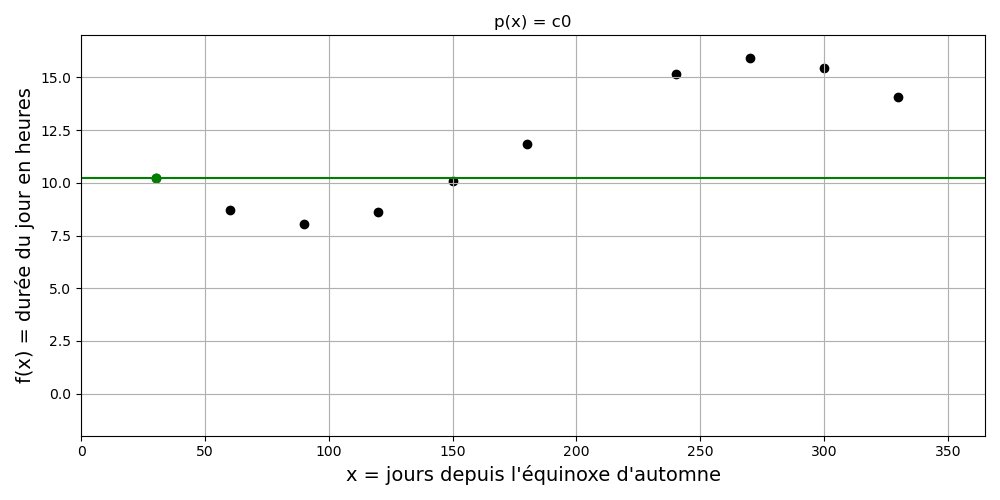 p(x) = c0
f(x) = durée du jour en heures
15.0
12.5
10.0
7.5
5.0
2.5
0.0
0 50 100 150 200 250 300 350
x = jours depuis l'équinoxe d'automne